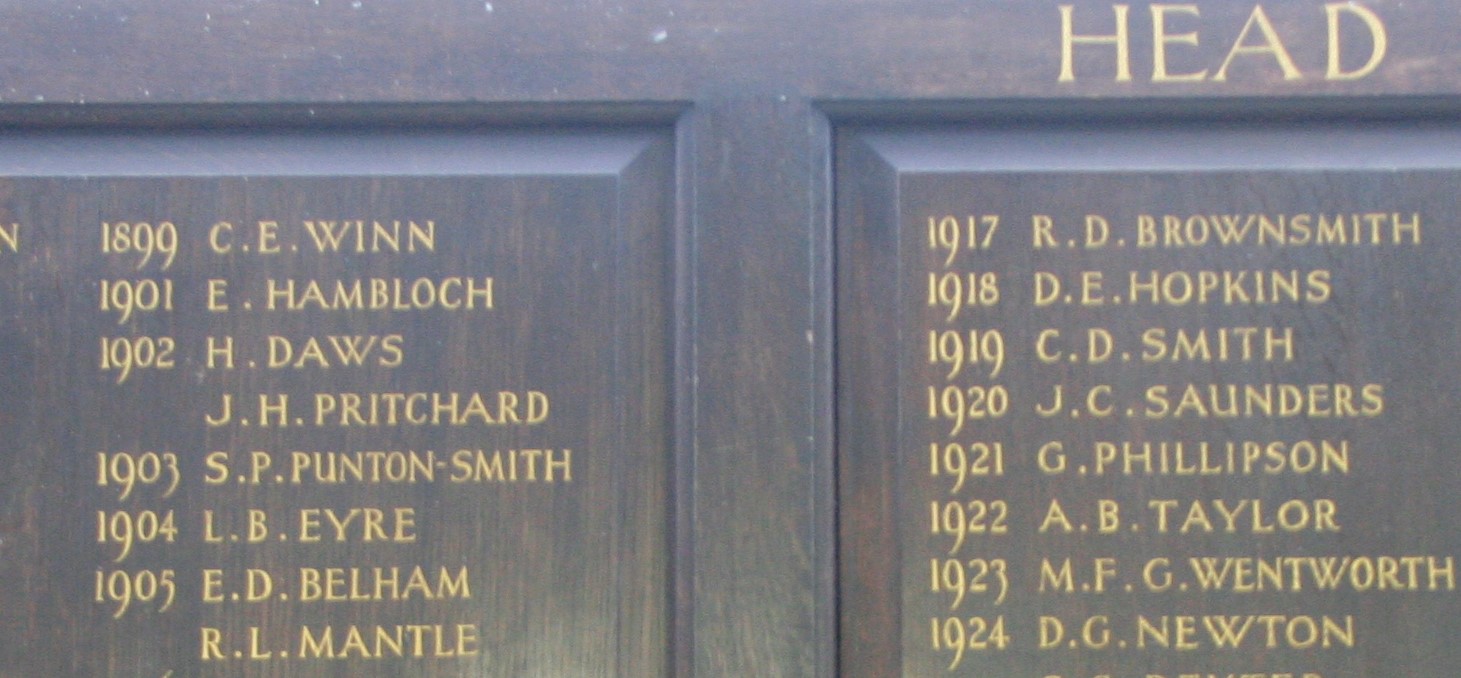 HEAD
1899 C.E.WINN
1901 E.HAMBLOCH
1902 H.DAWS
J.H.PRITCHARD
1903 S.P.PUNTON-SMITH
1904 L.B.EYRE
1905 E.D.BELHAM
R.L.MANTLE
1917 R.D.BROWNSMITH
1918 D.E.HOPKINS
1919 C.D.SMITH
1920 J.C.SAUNDERS
1921 G.PHILLIPSON
1922 A.B.TAYLOR
1923 M.F.G.WENTWORTH
1924 D.G.NEWTON